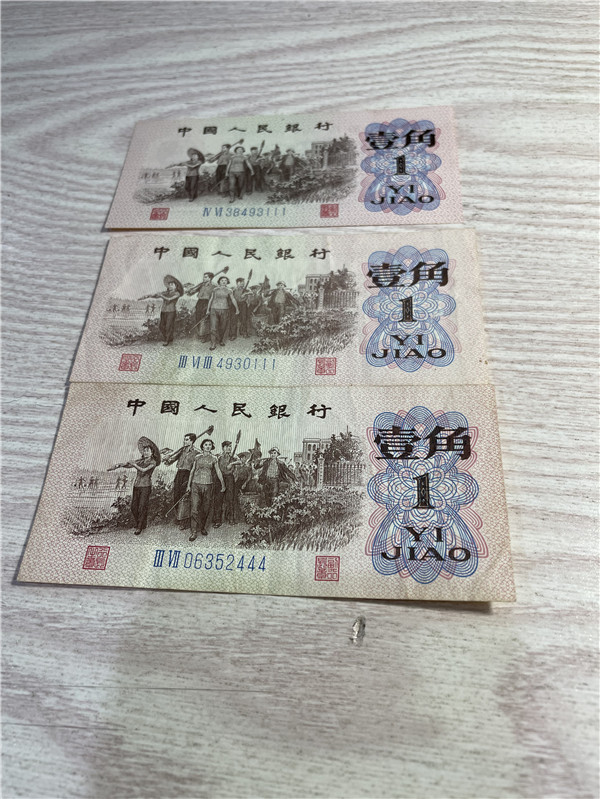 中國人民銀行
壹角
1
YI
JIAO
Ⅳ Ⅵ 38493111
中國人民銀行
壹角
1
YI
JIAO
Ⅲ Ⅵ Ⅲ 4930111
中國人民銀行
壹角
1
YI
JIAO
Ⅲ Ⅶ 06352444